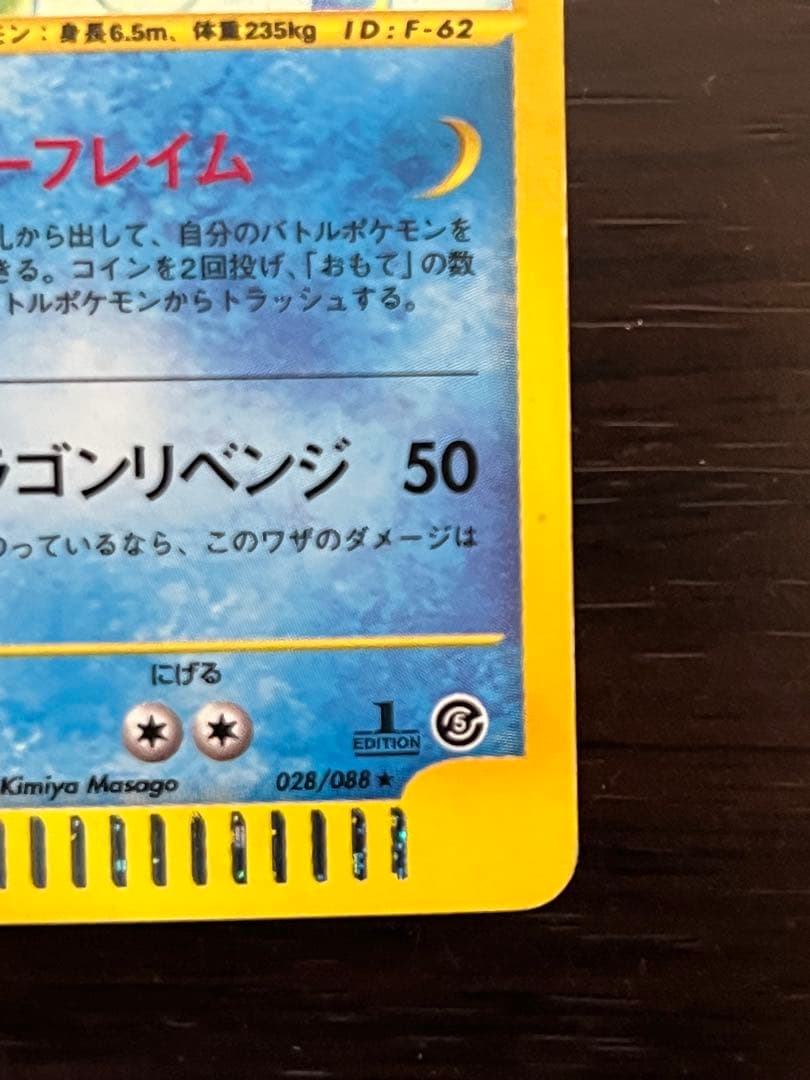 モン：身長6.5m、体重235kg ID：F-62
ーフレイム
から出して、自分のバトルポケモンを
きる。コインを2回投げ、「おもて」の数
トルポケモンからトラッシュする。
ラゴンリベンジ 50
っているなら、このワザのダメージは
にげる
1
EDITION 5
Kimiya Masago 028/088 ★